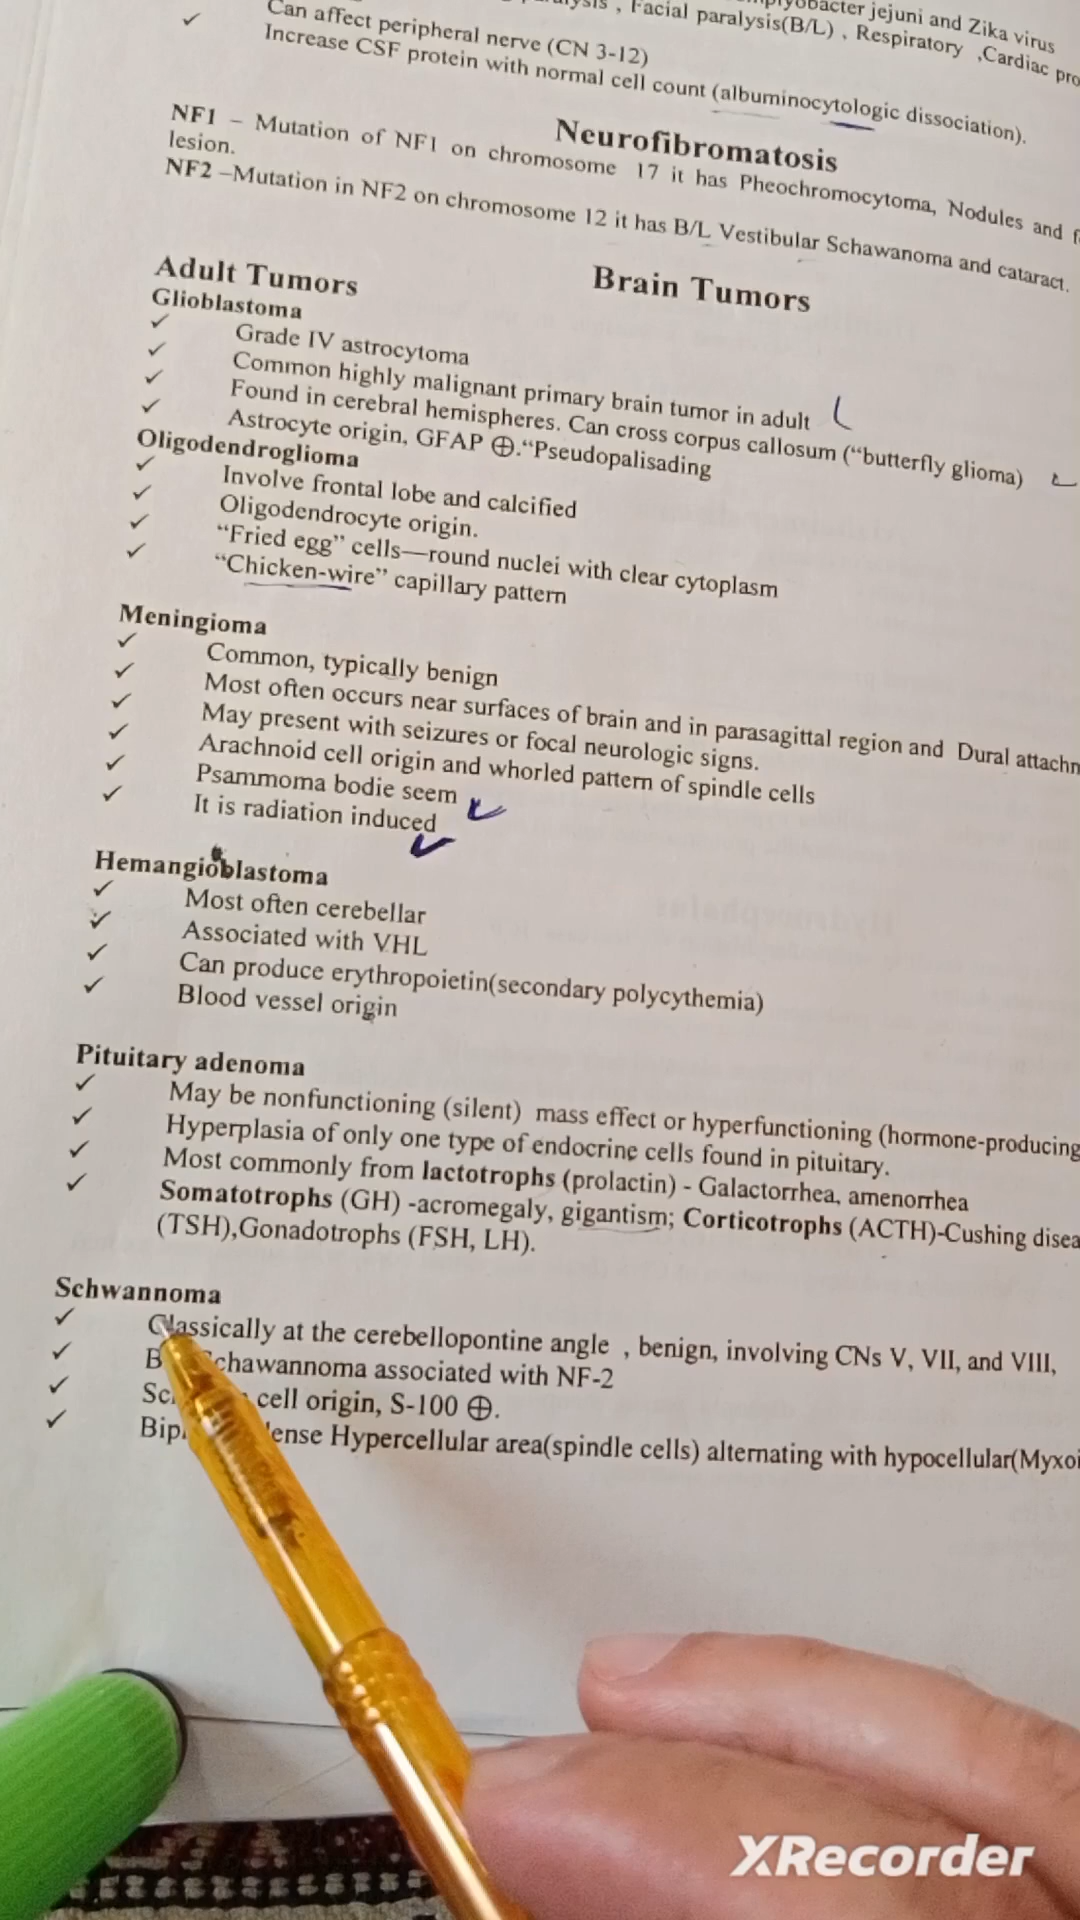 jejuni and Zika virus
Facial paralysis(B/L) , Respiratory ,Cardiac
✓ Can affect peripheral nerve (CN 3-12)
Increase CSF protein with normal cell count (albuminocytologic dissociation).
Neurofibromatosis
NF1 – Mutation of NF1 on chromosome 17 it has Pheochromocytoma, Nodules and
lesion.
NF2 –Mutation in NF2 on chromosome 12 it has B/L Vestibular Schawanoma and cataract.
Brain Tumors
Adult Tumors
Glioblastoma
✓ Grade IV astrocytoma
✓ Common highly malignant primary brain tumor in adult
✓ Found in cerebral hemispheres. Can cross corpus callosum (“butterfly glioma)
✓ Astrocyte origin, GFAP ⊕.“Pseudopalisading
Oligodendroglioma
✓ Involve frontal lobe and calcified
✓ Oligodendrocyte origin.
✓ “Fried egg” cells—round nuclei with clear cytoplasm
✓ “Chicken-wire” capillary pattern
Meningioma
✓ Common, typically benign
✓ Most often occurs near surfaces of brain and in parasagittal region and Dural
✓ May present with seizures or focal neurologic signs.
✓ Arachnoid cell origin and whorled pattern of spindle cells
✓ Psammoma bodie seem
✓ It is radiation induced
Hemangioblastoma
✓ Most often cerebellar
✓ Associated with VHL
✓ Can produce erythropoietin(secondary polycythemia)
✓ Blood vessel origin
Pituitary adenoma
✓ May be nonfunctioning (silent) mass effect or hyperfunctioning (hormone-producing
✓ Hyperplasia of only one type of endocrine cells found in pituitary.
✓ Most commonly from lactotrophs (prolactin) - Galactorrhea, amenorrhea
✓ Somatotrophs (GH) -acromegaly, gigantism; Corticotrophs (ACTH)-Cushing
(TSH),Gonadotrophs (FSH, LH).
Schwannoma
✓ Classically at the cerebellopontine angle , benign, involving CNs V, VII, and VIII,
✓ chawannoma associated with NF-2
✓ cell origin, S-100 ⊕.
✓ Hypercellular area(spindle cells) alternating with
XRecorder